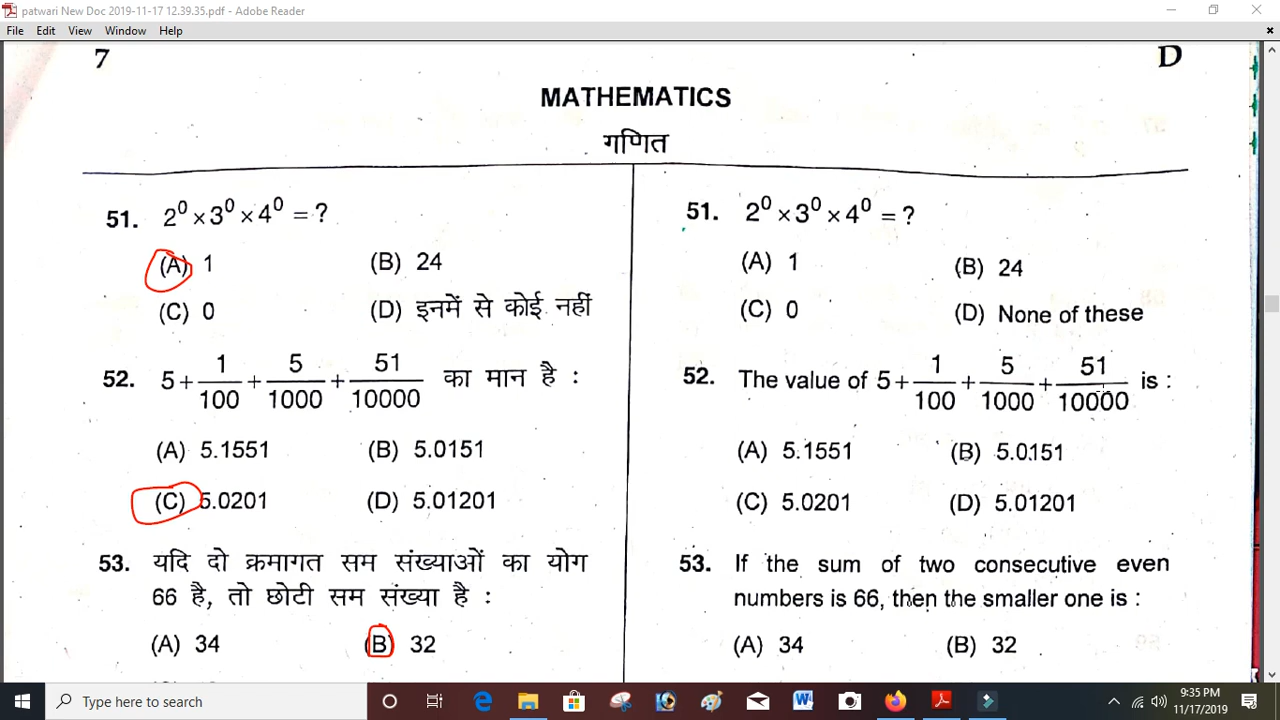 patwari New Doc 2019-11-17 12.39.35.pdf - Adobe Reader
File Edit View Window Help
7
D
MATHEMATICS
गणित
51. 2⁰ × 3⁰ × 4⁰ = ?
(A) 1 (B) 24
(C) 0 (D) इनमें से कोई नहीं
52. 5 + 1/100 + 5/1000 + 51/10000 का मान है :
(A) 5.1551 (B) 5.0151
(C) 5.0201 (D) 5.01201
53. यदि दो क्रमागत सम संख्याओं का योग
66 है, तो छोटी सम संख्या है :
(A) 34 (B) 32
51. 2⁰ × 3⁰ × 4⁰ = ?
(A) 1 (B) 24
(C) 0 (D) None of these
52. The value of 5 + 1/100 + 5/1000 + 51/10000 is :
(A) 5.1551 (B) 5.0151
(C) 5.0201 (D) 5.01201
53. If the sum of two consecutive even
numbers is 66, then the smaller one is :
(A) 34 (B) 32
Type here to search
9:35 PM
11/17/2019